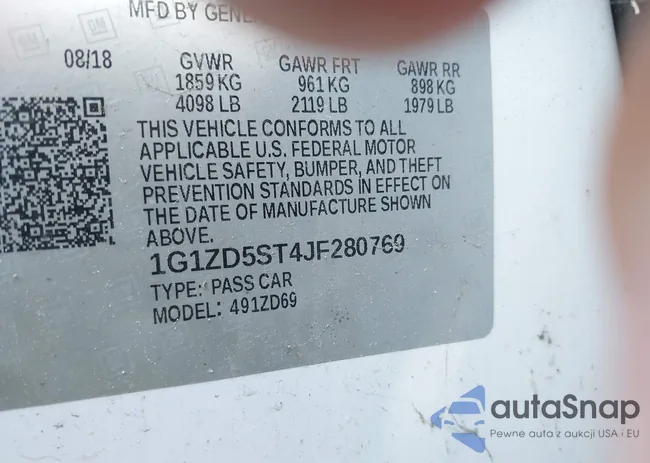 MFD BY GENE
08/18 GVWR GAWR FRT GAWR RR
1859 KG 961 KG 898 KG
4098 LB 2119 LB 1979 LB
THIS VEHICLE CONFORMS TO ALL
APPLICABLE U.S. FEDERAL MOTOR
VEHICLE SAFETY, BUMPER, AND THEFT
PREVENTION STANDARDS IN EFFECT ON
THE DATE OF MANUFACTURE SHOWN
ABOVE.
1G1ZD5ST4JF280769
TYPE: PASS CAR
MODEL: 491ZD69
autaSnap
Pewne auta z aukcji USA i EU